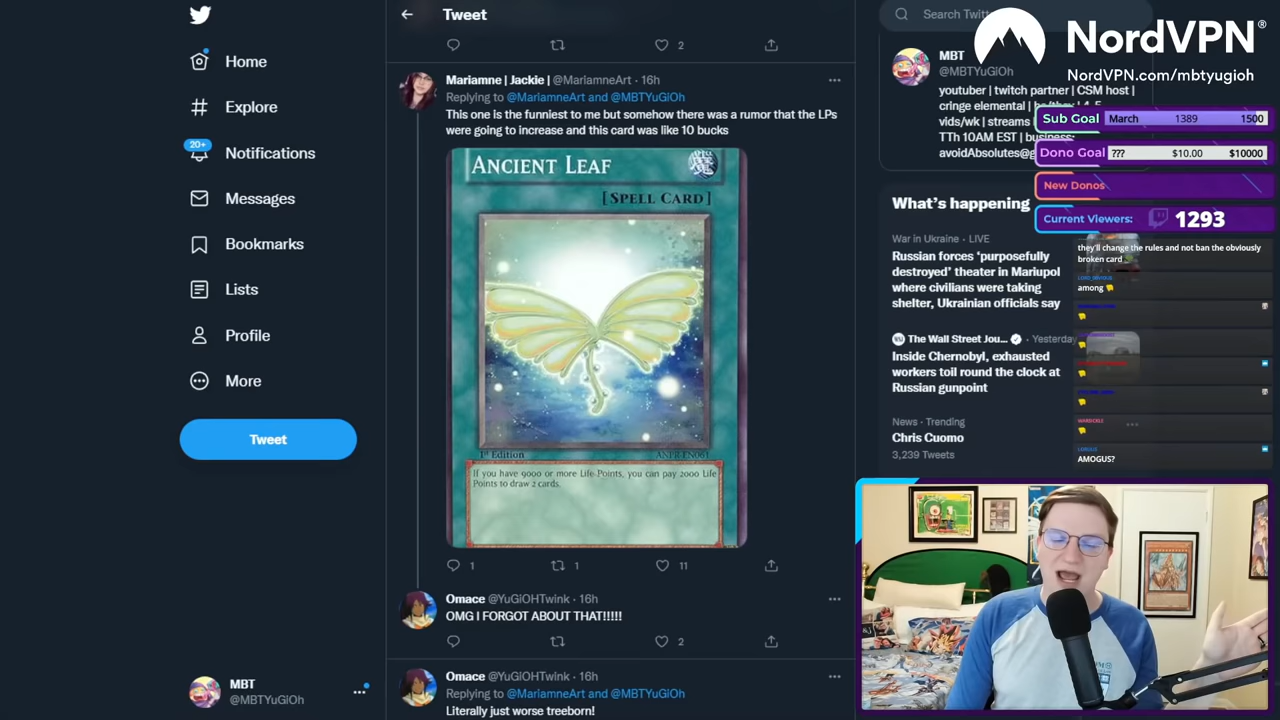 Tweet
2
Mariamne | Jackie | @MariamneArt · 16h
Replying to @MariamneArt and @MBTYuGiOh
This one is the funniest to me but somehow there was a rumor that the LPs
were going to increase and this card was like 10 bucks
ANCIENT LEAF
魔
[SPELL CARD]
1st Edition
ANPR-EN061
If you have 9000 or more Life Points, you can pay 2000 Life
Points to draw 2 cards.
1
1
11
Omace @YuGiOHTwink · 16h
OMG I FORGOT ABOUT THAT!!!!!
2
Omace @YuGiOHTwink · 16h
Replying to @MariamneArt and @MBTYuGiOh
Literally just worse treeborn!
Home
Explore
20+
Notifications
Messages
Bookmarks
Lists
Profile
More
Tweet
MBT
@MBTYuGiOh
Search Twitt
NordVPN®
NordVPN.com/mbtyugioh
MBT
@MBTYuGiOh
youtuber | twitch partner | CSM host |
cringe elemental |
vids/wk | streams
TTh 10AM EST | business:
avoidAbsolutes@g
Sub Goal March 1389 1500
Dono Goal ??? $10.00 $10000
New Donos
Current Viewers: 1293
What's happening
War in Ukraine · LIVE
Russian forces 'purposefully
destroyed' theater in Mariupol
where civilians were taking
shelter, Ukrainian officials say
The Wall Street Jou... · Yesterday
Inside Chernobyl, exhausted
workers toil round the clock at
Russian gunpoint
News · Trending
Chris Cuomo
3,239 Tweets
they'll change the rules and not ban the obviously
broken card
among
AMOGUS?